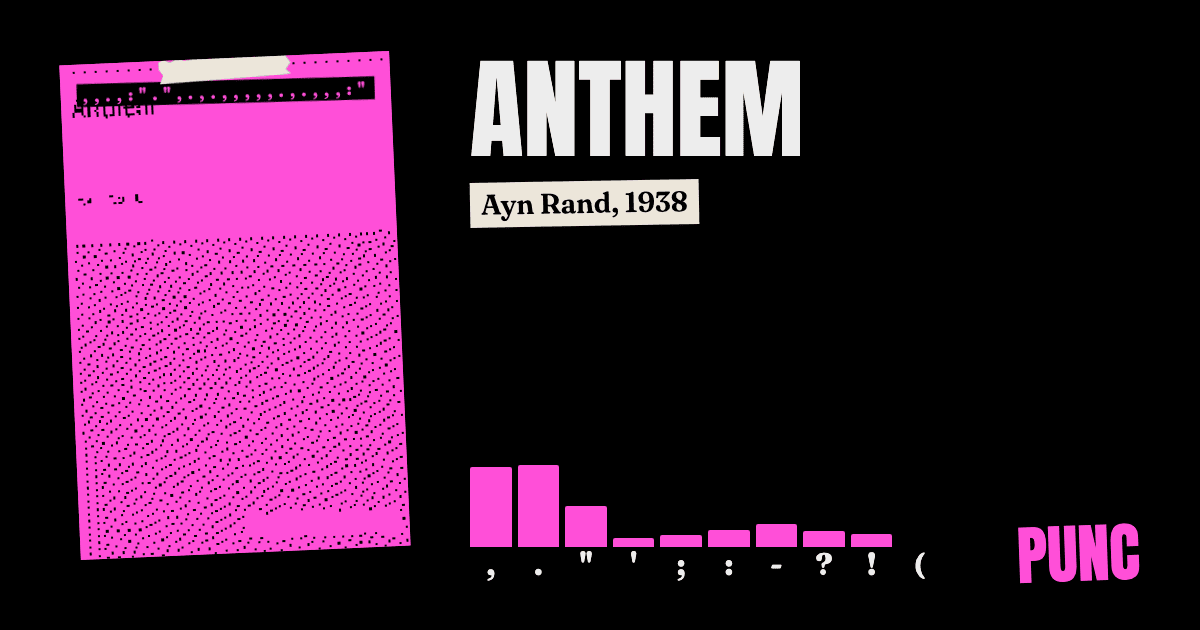 ,,.,:".",.,.,,,,,,.,.,,:"
ANTHEM
Ayn Rand, 1938
, . " ' ; : - ? ! (
PUNC